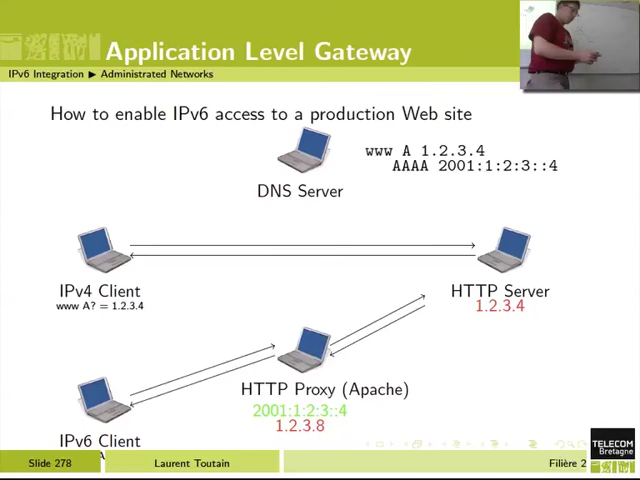 Application Level Gateway
IPv6 Integration ▶ Administrated Networks
How to enable IPv6 access to a production Web site
www A 1.2.3.4
AAAA 2001:1:2:3::4
DNS Server
IPv4 Client
www A? = 1.2.3.4
HTTP Server
1.2.3.4
HTTP Proxy (Apache)
2001:1:2:3::4
1.2.3.8
IPv6 Client
TELECOM
Bretagne
Slide 278
Laurent Toutain
Filière 2